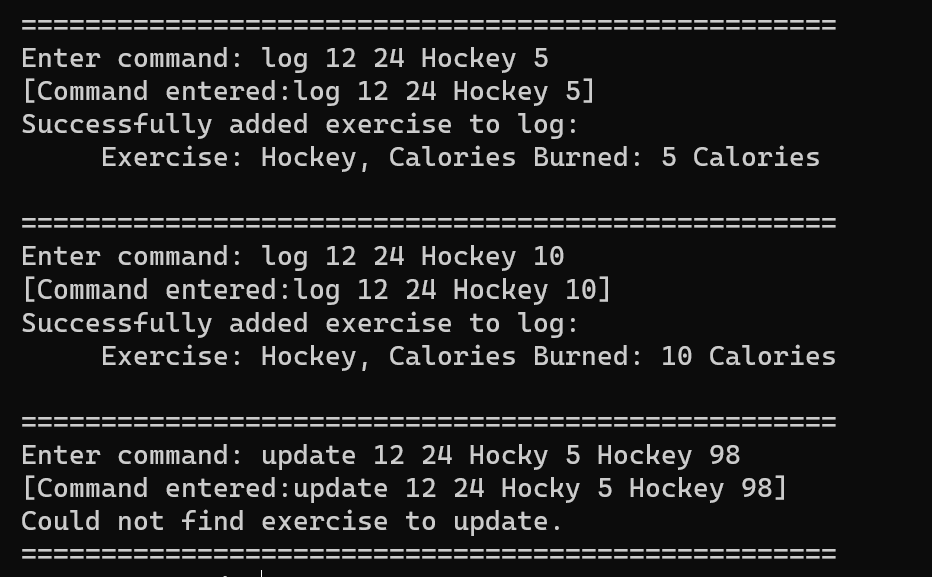 ==================================================
Enter command: log 12 24 Hockey 5
[Command entered:log 12 24 Hockey 5]
Successfully added exercise to log:
     Exercise: Hockey, Calories Burned: 5 Calories
==================================================
Enter command: log 12 24 Hockey 10
[Command entered:log 12 24 Hockey 10]
Successfully added exercise to log:
     Exercise: Hockey, Calories Burned: 10 Calories
==================================================
Enter command: update 12 24 Hocky 5 Hockey 98
[Command entered:update 12 24 Hocky 5 Hockey 98]
Could not find exercise to update.
==================================================